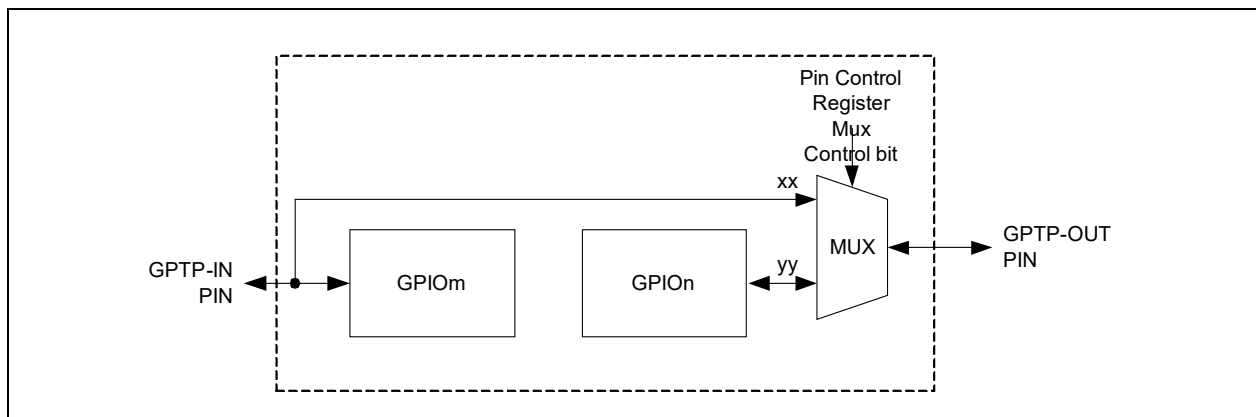 Pin Control
Register
Mux
Control bit
xx
MUX
GPTP-OUT
PIN
GPTP-IN
PIN
GPIOm
GPIOn
yy